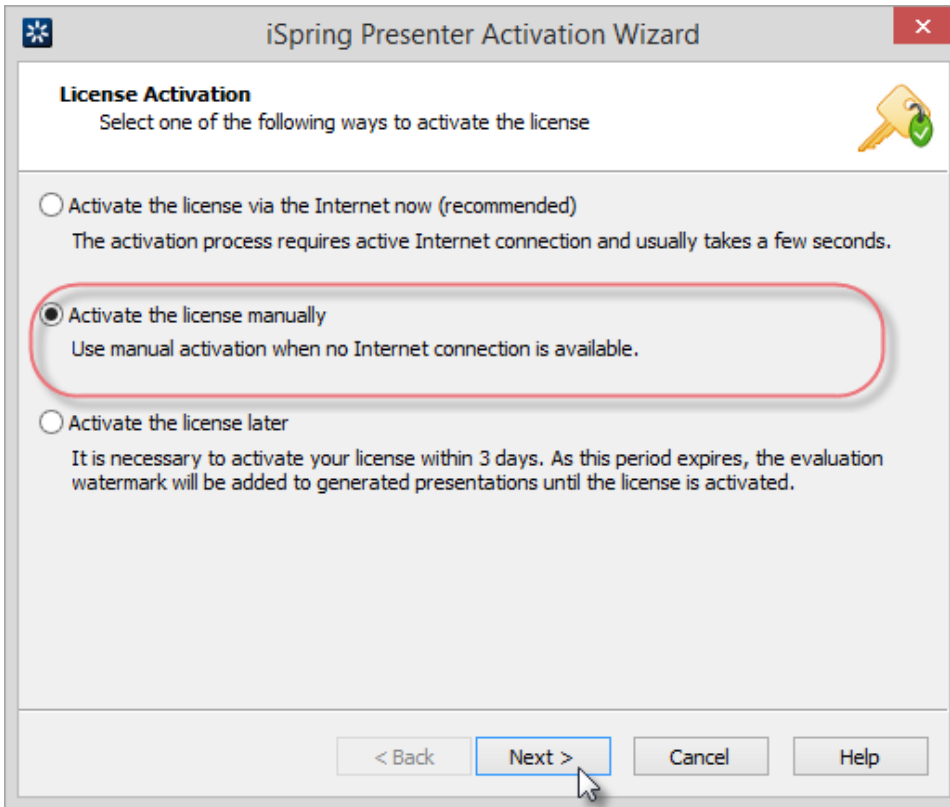 iSpring Presenter Activation Wizard
License Activation
Select one of the following ways to activate the license
Activate the license via the Internet now (recommended)
The activation process requires active Internet connection and usually takes a few seconds.
Activate the license manually
Use manual activation when no Internet connection is available.
Activate the license later
It is necessary to activate your license within 3 days. As this period expires, the evaluation
watermark will be added to generated presentations until the license is activated.
< Back Next > Cancel Help